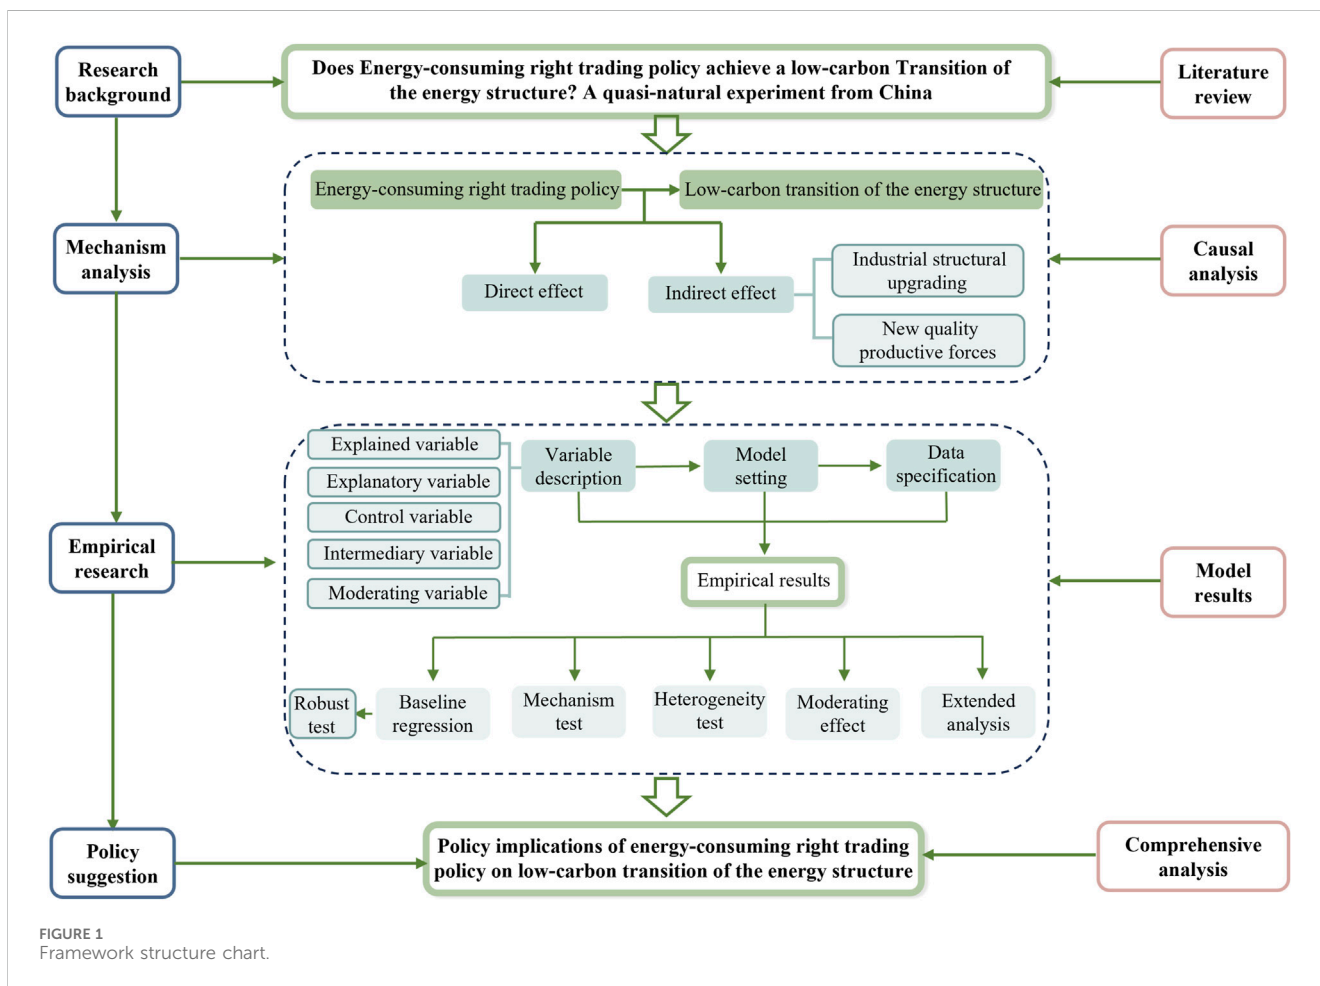 Research
background
Does Energy-consuming right trading policy achieve a low-carbon Transition of
the energy structure? A quasi-natural experiment from China
Literature
review
Energy-consuming right trading policy
Low-carbon transition of the energy structure
Mechanism
analysis
Direct effect
Indirect effect
Industrial structural
upgrading
New quality
productive forces
Causal
analysis
Explained variable
Explanatory variable
Control variable
Intermediary variable
Moderating variable
Variable
description
Model
setting
Data
specification
Empirical
research
Empirical results
Model
results
Robust
test
Baseline
regression
Mechanism
test
Heterogeneity
test
Moderating
effect
Extended
analysis
Policy
suggestion
Policy implications of energy-consuming right trading
policy on low-carbon transition of the energy structure
Comprehensive
analysis
FIGURE 1
Framework structure chart.